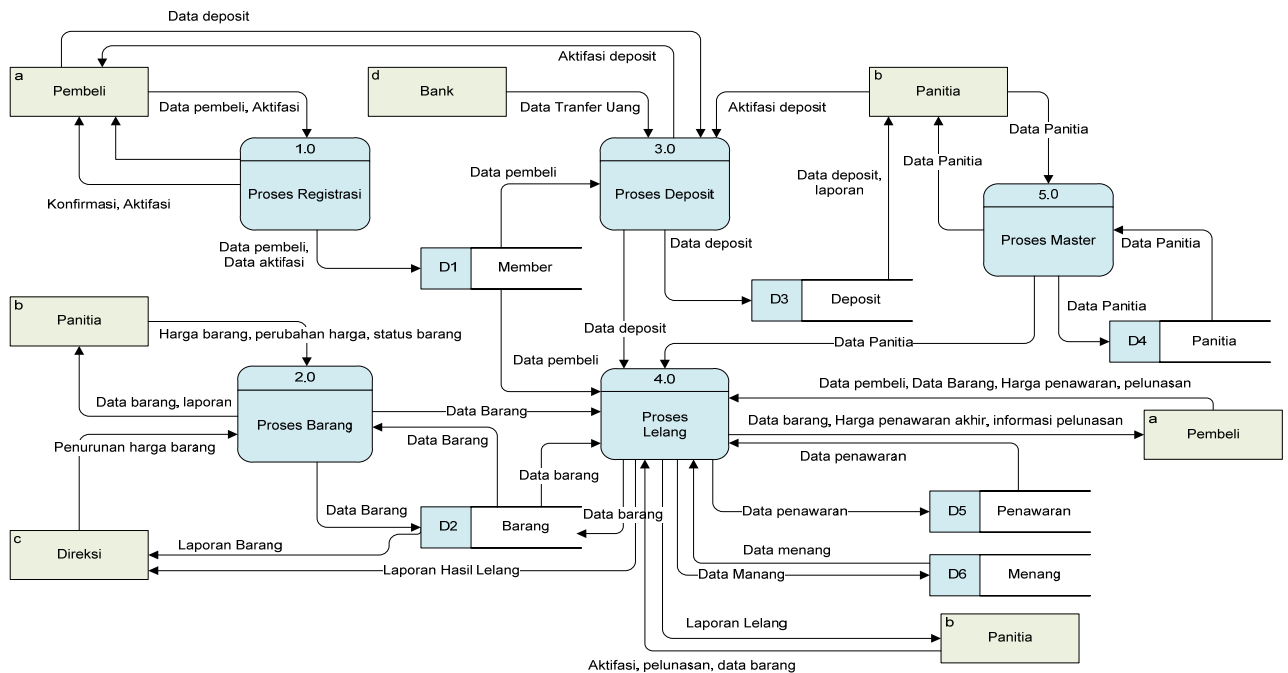 Data deposit
Aktifasi deposit
a
Pembeli
d
Bank
b
Panitia
Data pembeli, Aktifasi
Data Tranfer Uang
Aktifasi deposit
Data Panitia
1.0
Proses Registrasi
3.0
Proses Deposit
Data Panitia
Data deposit,
laporan
Data pembeli
5.0
Proses Master
Konfirmasi, Aktifasi
Data pembeli,
Data aktifasi
Data deposit
Data Panitia
D1
Member
D3
Deposit
b
Panitia
Harga barang, perubahan harga, status barang
Data deposit
Data Panitia
Data Panitia
D4
Panitia
Data pembeli
2.0
Proses Barang
4.0
Proses
Lelang
Data pembeli, Data Barang, Harga penawaran, pelunasan
Data barang, laporan
Data Barang
Data barang, Harga penawaran akhir, informasi pelunasan
a
Pembeli
Penurunan harga barang
Data Barang
Data penawaran
Data barang
Data Barang
Data barang
Data penawaran
D2
Barang
D5
Penawaran
c
Direksi
Laporan Barang
Data menang
Laporan Hasil Lelang
Data Manang
D6
Menang
Laporan Lelang
b
Panitia
Aktifasi, pelunasan, data barang